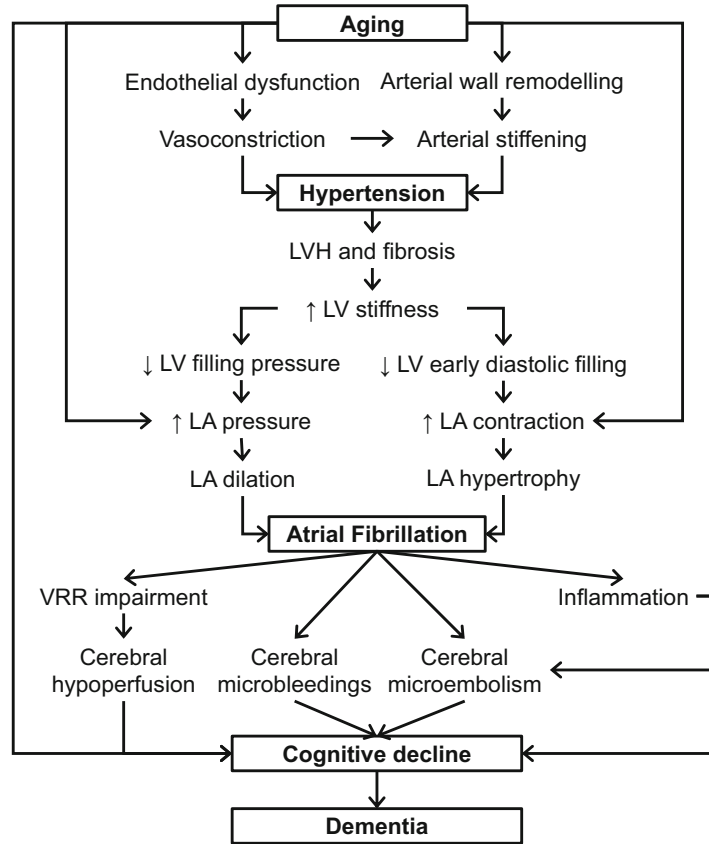 Aging
Endothelial dysfunction
Arterial wall remodelling
Vasoconstriction
Arterial stiffening
Hypertension
LVH and fibrosis
↑ LV stiffness
↓ LV filling pressure
↓ LV early diastolic filling
↑ LA pressure
↑ LA contraction
LA dilation
LA hypertrophy
Atrial Fibrillation
VRR impairment
Inflammation
Cerebral
hypoperfusion
Cerebral
microbleedings
Cerebral
microembolism
Cognitive decline
Dementia